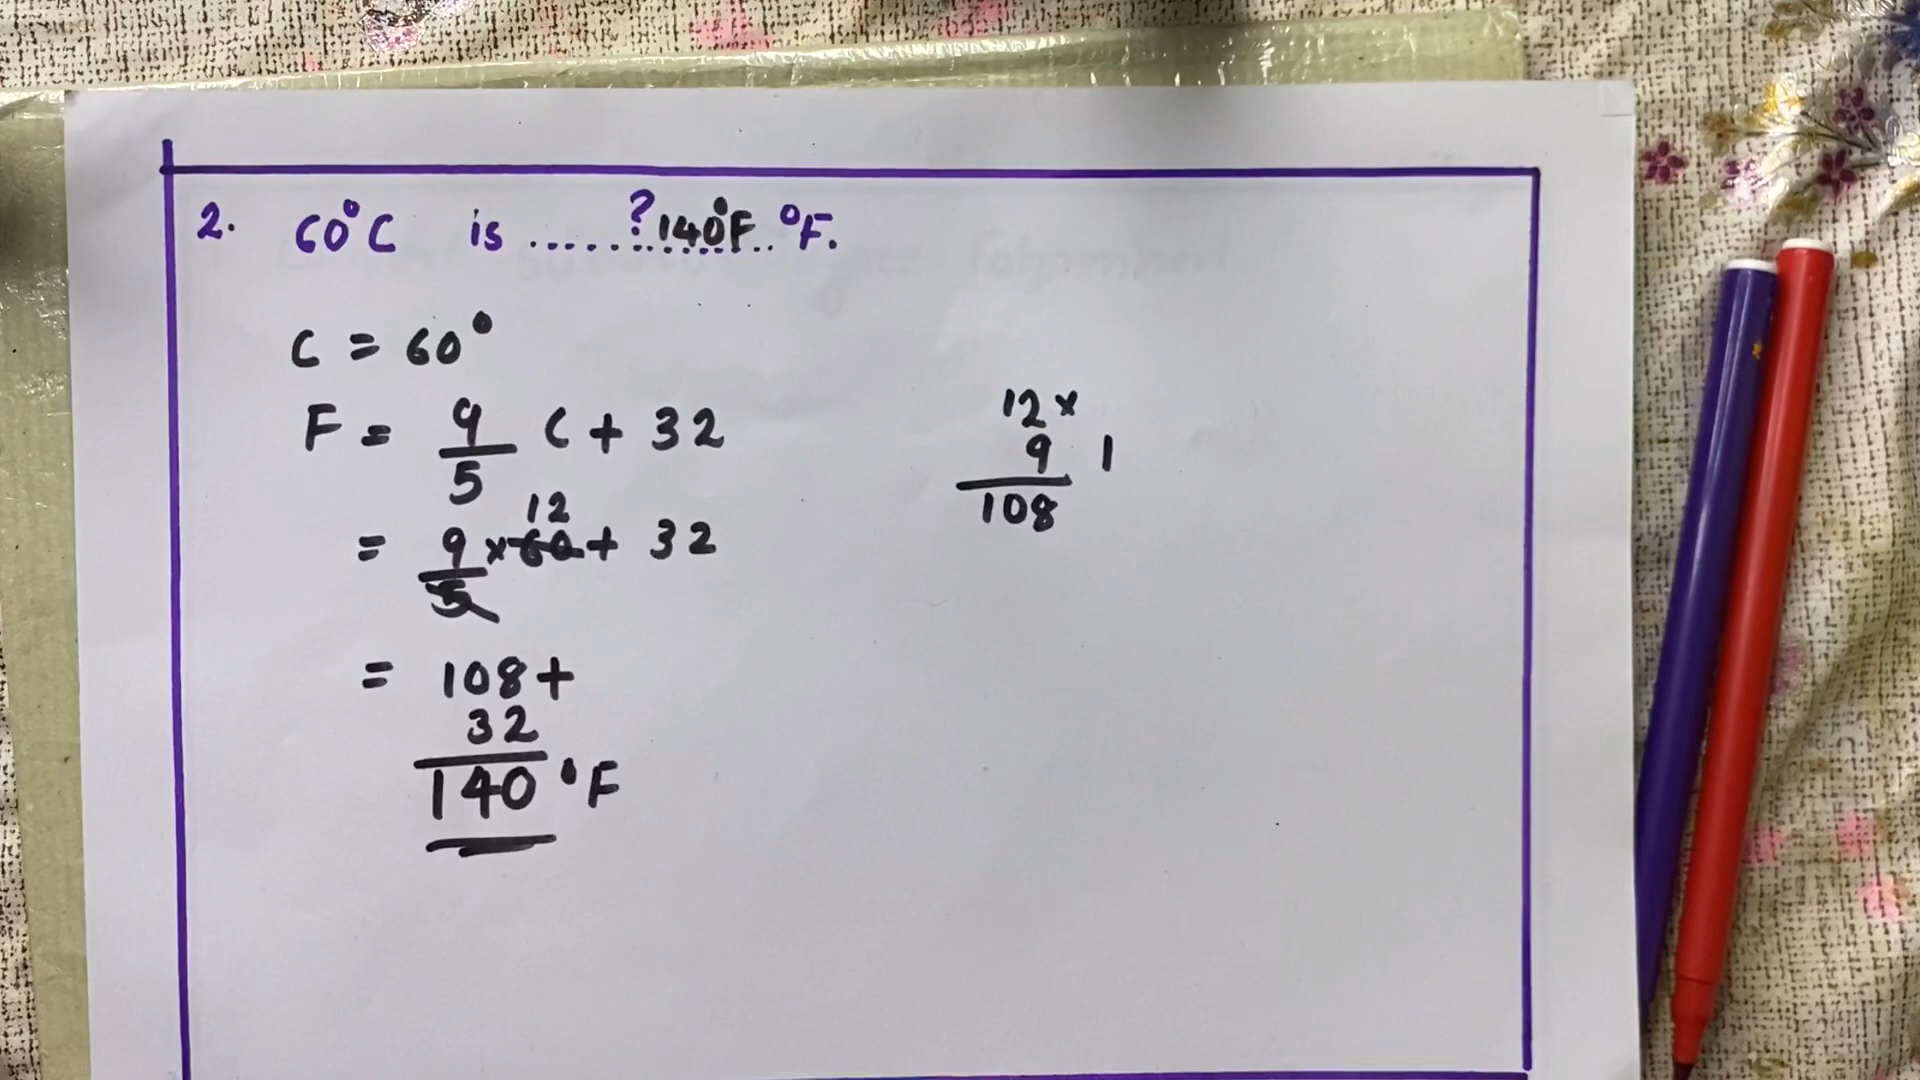 2. 60°C is ......?140°F..°F.
C = 60°
F = 9/5 C + 32
= 9/5 × 60 + 32
12
= 108 +
32
140 °F
12 ×
9 1
108